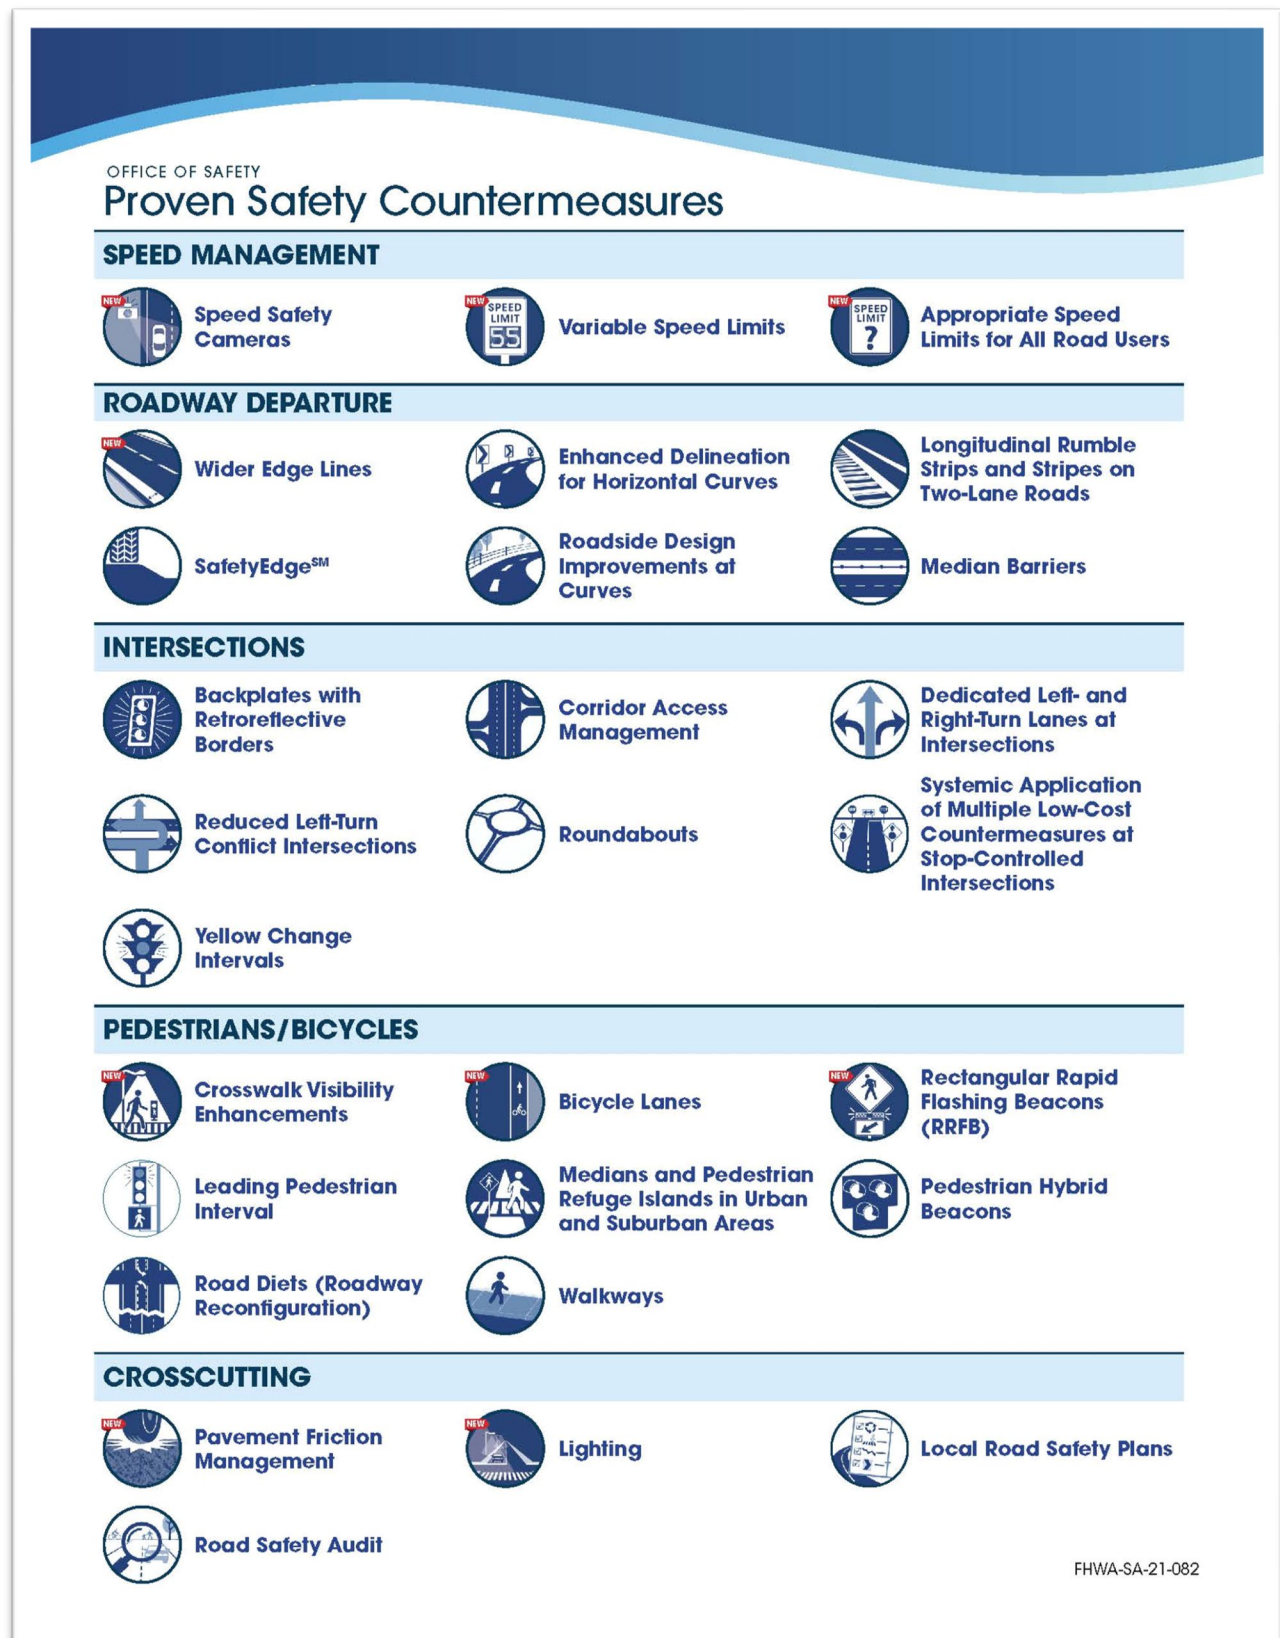 OFFICE OF SAFETY
Proven Safety Countermeasures
SPEED MANAGEMENT
NEW
Speed Safety
Cameras
NEW
SPEED
LIMIT
55
Variable Speed Limits
NEW
SPEED
LIMIT
?
Appropriate Speed
Limits for All Road Users
ROADWAY DEPARTURE
NEW
Wider Edge Lines
Enhanced Delineation
for Horizontal Curves
Longitudinal Rumble
Strips and Stripes on
Two-Lane Roads
SafetyEdge℠
Roadside Design
Improvements at
Curves
Median Barriers
INTERSECTIONS
Backplates with
Retroreflective
Borders
Corridor Access
Management
Dedicated Left- and
Right-Turn Lanes at
Intersections
Reduced Left-Turn
Conflict Intersections
Roundabouts
Systemic Application
of Multiple Low-Cost
Countermeasures at
Stop-Controlled
Intersections
Yellow Change
Intervals
PEDESTRIANS/BICYCLES
NEW
Crosswalk Visibility
Enhancements
NEW
Bicycle Lanes
NEW
Rectangular Rapid
Flashing Beacons
(RRFB)
Leading Pedestrian
Interval
Medians and Pedestrian
Refuge Islands in Urban
and Suburban Areas
Pedestrian Hybrid
Beacons
Road Diets (Roadway
Reconfiguration)
Walkways
CROSSCUTTING
NEW
Pavement Friction
Management
NEW
Lighting
Local Road Safety Plans
Road Safety Audit
FHWA-SA-21-082